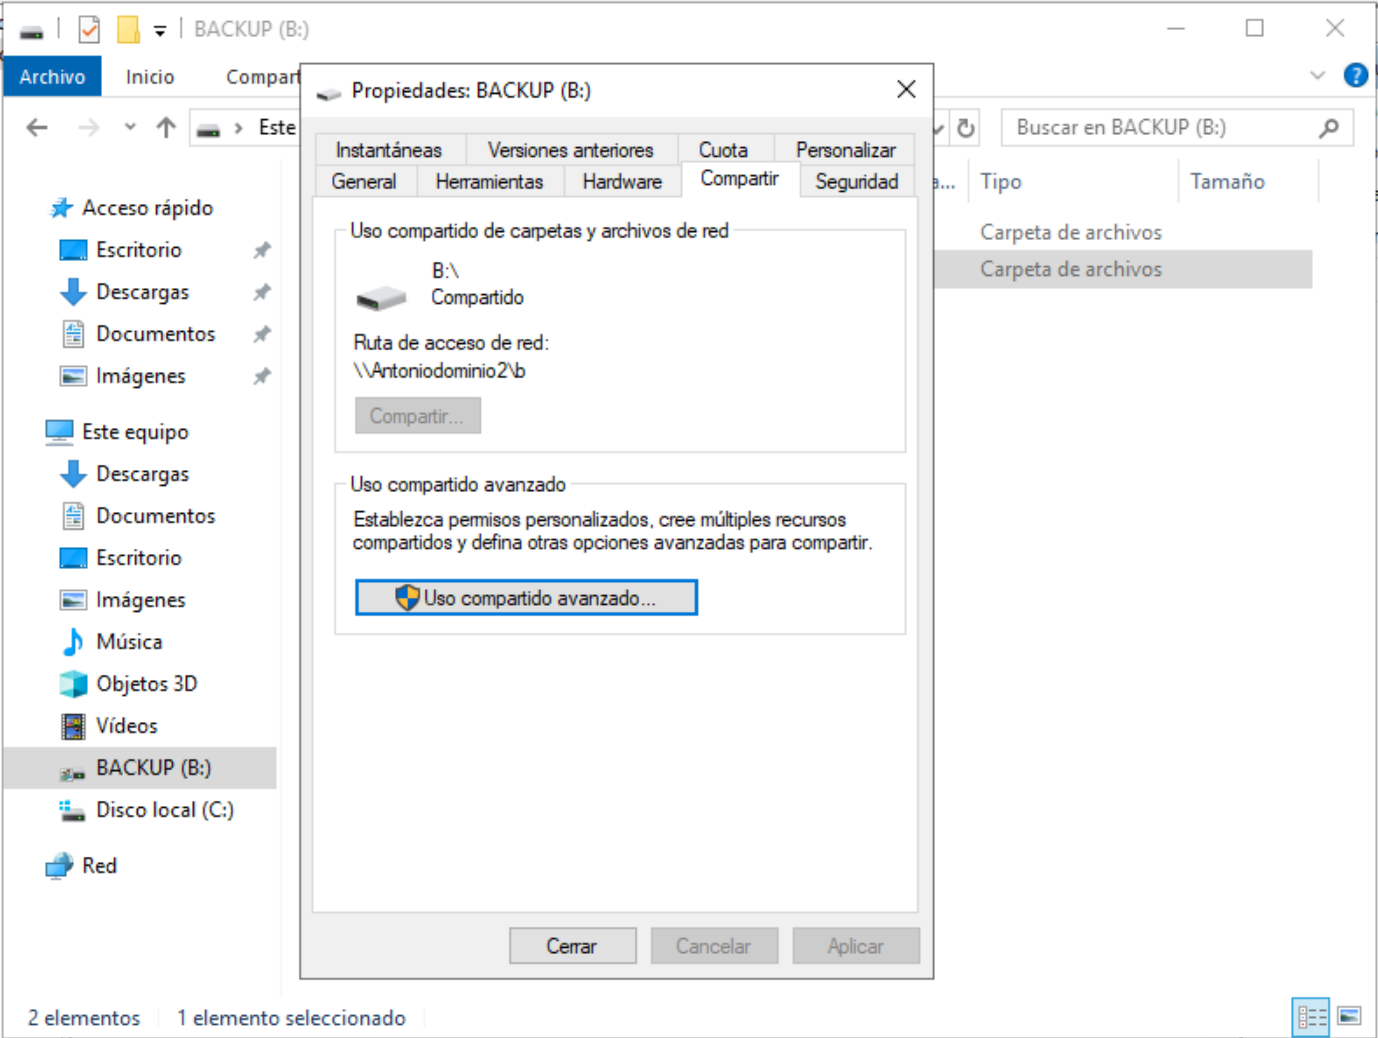 BACKUP (B:)
Archivo
Inicio
Compart
Este
Buscar en BACKUP (B:)
Propiedades: BACKUP (B:)
Instantáneas
Versiones anteriores
Cuota
Personalizar
General
Herramientas
Hardware
Compartir
Seguridad
a...
Tipo
Tamaño
Carpeta de archivos
Carpeta de archivos
Acceso rápido
Escritorio
Descargas
Documentos
Imágenes
Este equipo
Descargas
Documentos
Escritorio
Imágenes
Música
Objetos 3D
Vídeos
BACKUP (B:)
Disco local (C:)
Red
Uso compartido de carpetas y archivos de red
B:\
Compartido
Ruta de acceso de red:
\\Antoniodominio2\b
Compartir...
Uso compartido avanzado
Establezca permisos personalizados, cree múltiples recursos
compartidos y defina otras opciones avanzadas para compartir.
Uso compartido avanzado...
Cerrar
Cancelar
Aplicar
2 elementos
1 elemento seleccionado